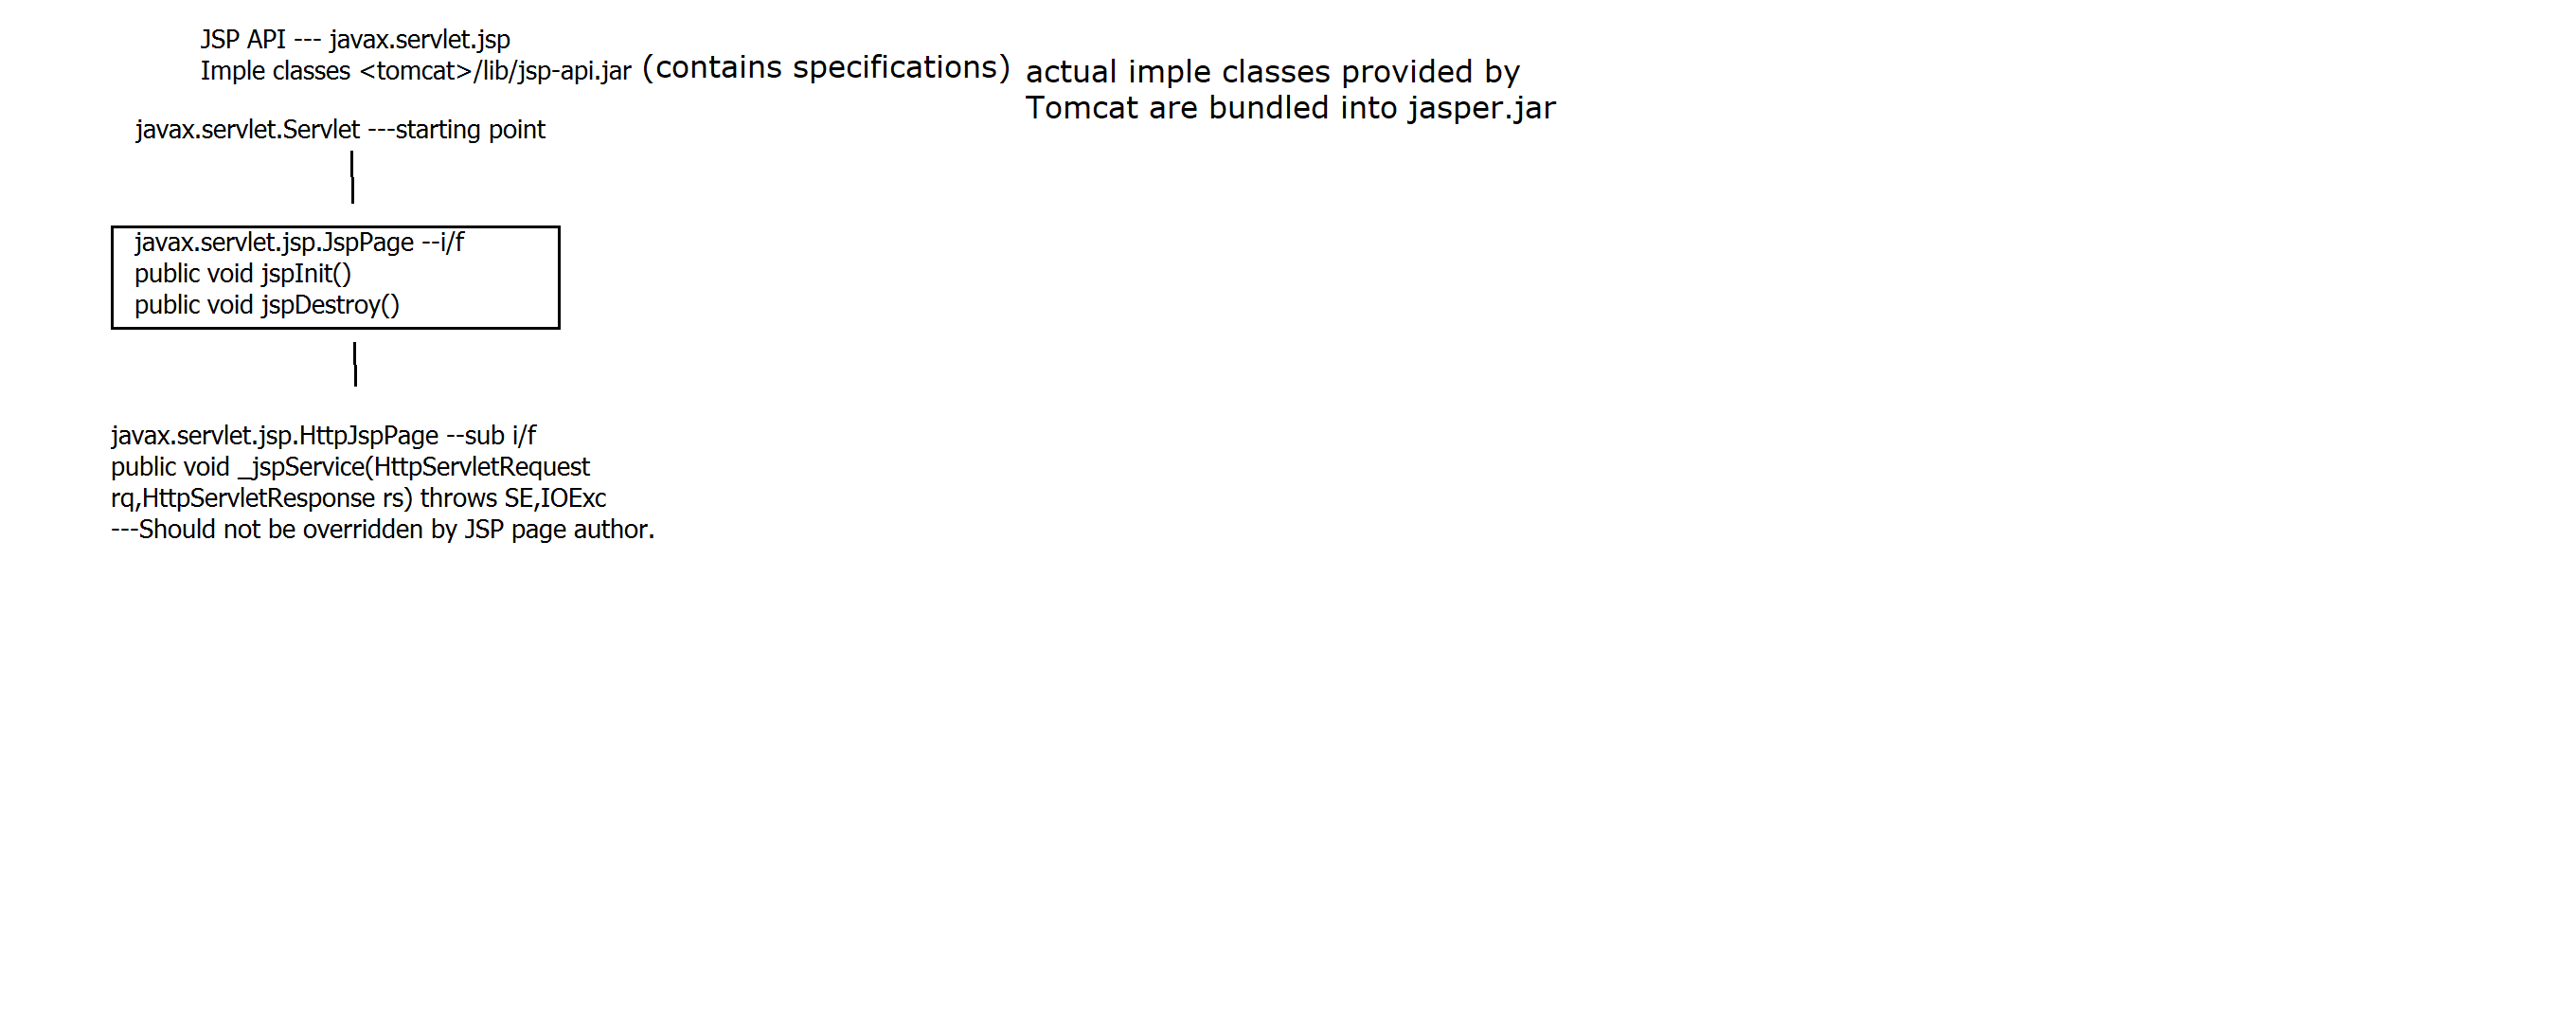 JSP API --- javax.servlet.jsp
Imple classes <tomcat>/lib/jsp-api.jar (contains specifications)
actual imple classes provided by
Tomcat are bundled into jasper.jar
javax.servlet.Servlet ---starting point
javax.servlet.jsp.JspPage --i/f
public void jspInit()
public void jspDestroy()
javax.servlet.jsp.HttpJspPage --sub i/f
public void _jspService(HttpServletRequest
rq,HttpServletResponse rs) throws SE,IOExc
---Should not be overridden by JSP page author.